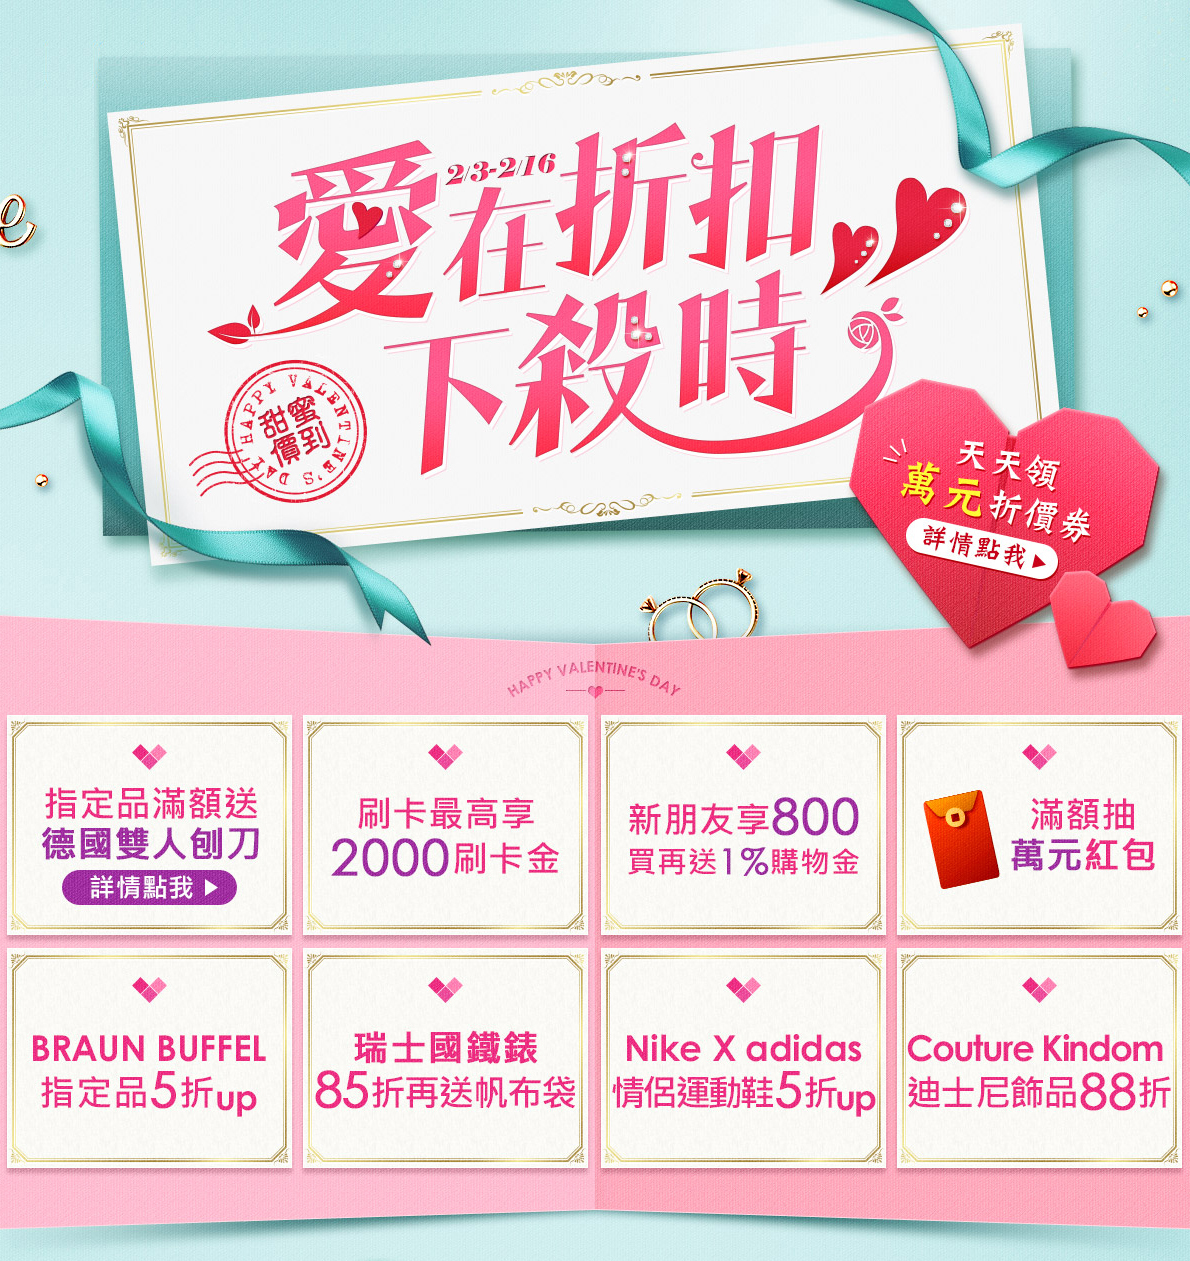 2/3-2/16
愛在折扣
下殺時
HAPPY VALENTINE'S DAY
甜蜜
價到
天天領
萬元折價券
詳情點我
HAPPY VALENTINE'S DAY
指定品滿額送
德國雙人刨刀
詳情點我
刷卡最高享
2000刷卡金
新朋友享800
買再送1%購物金
滿額抽
萬元紅包
BRAUN BUFFEL
指定品5折up
瑞士國鐵錶
85折再送帆布袋
Nike X adidas
情侶運動鞋5折up
Couture Kindom
迪士尼飾品88折
e